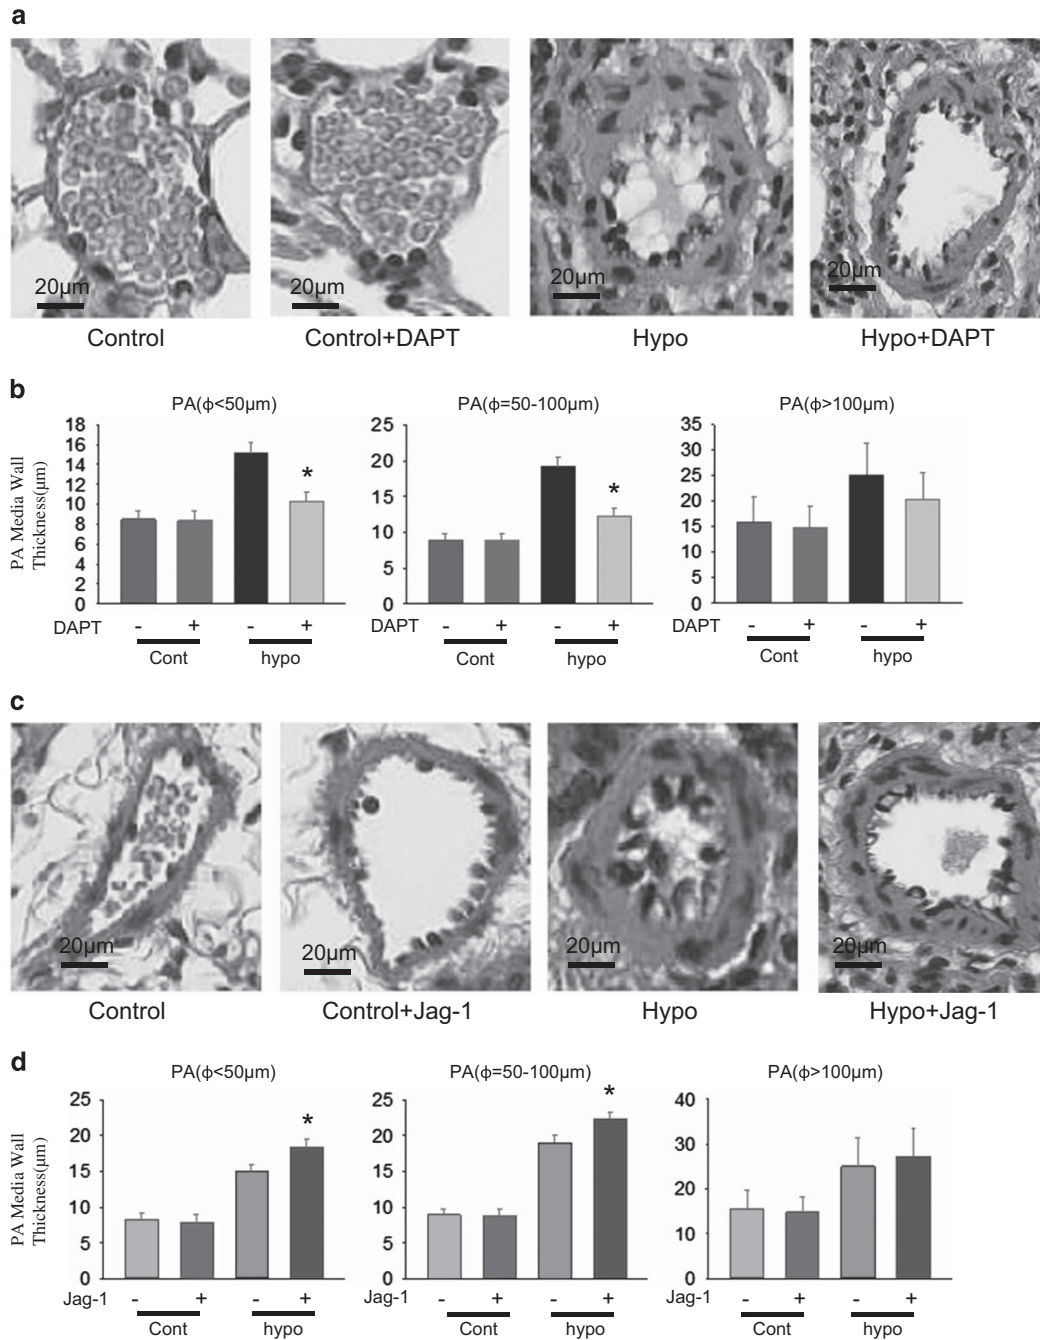 a
20µm 20µm 20µm 20µm
Control Control+DAPT Hypo Hypo+DAPT
b
PA(ϕ<50µm) PA(ϕ=50-100µm) PA(ϕ>100µm)
PA Media Wall
Thickness(µm)
18
16
14
12
10
8
6
4
2
0
25
20
15
10
5
0
35
30
25
20
15
10
5
0
*
*
DAPT - + - + DAPT - + - + DAPT - + - +
Cont hypo Cont hypo Cont hypo
c
20µm 20µm 20µm 20µm
Control Control+Jag-1 Hypo Hypo+Jag-1
d
PA(ϕ<50µm) PA(ϕ=50-100µm) PA(ϕ>100µm)
PA Media Wall
Thickness(µm)
25
20
15
10
5
0
25
20
15
10
5
0
40
30
20
10
0
*
*
Jag-1 - + - + Jag-1 - + - + Jag-1 - + - +
Cont hypo Cont hypo Cont hypo